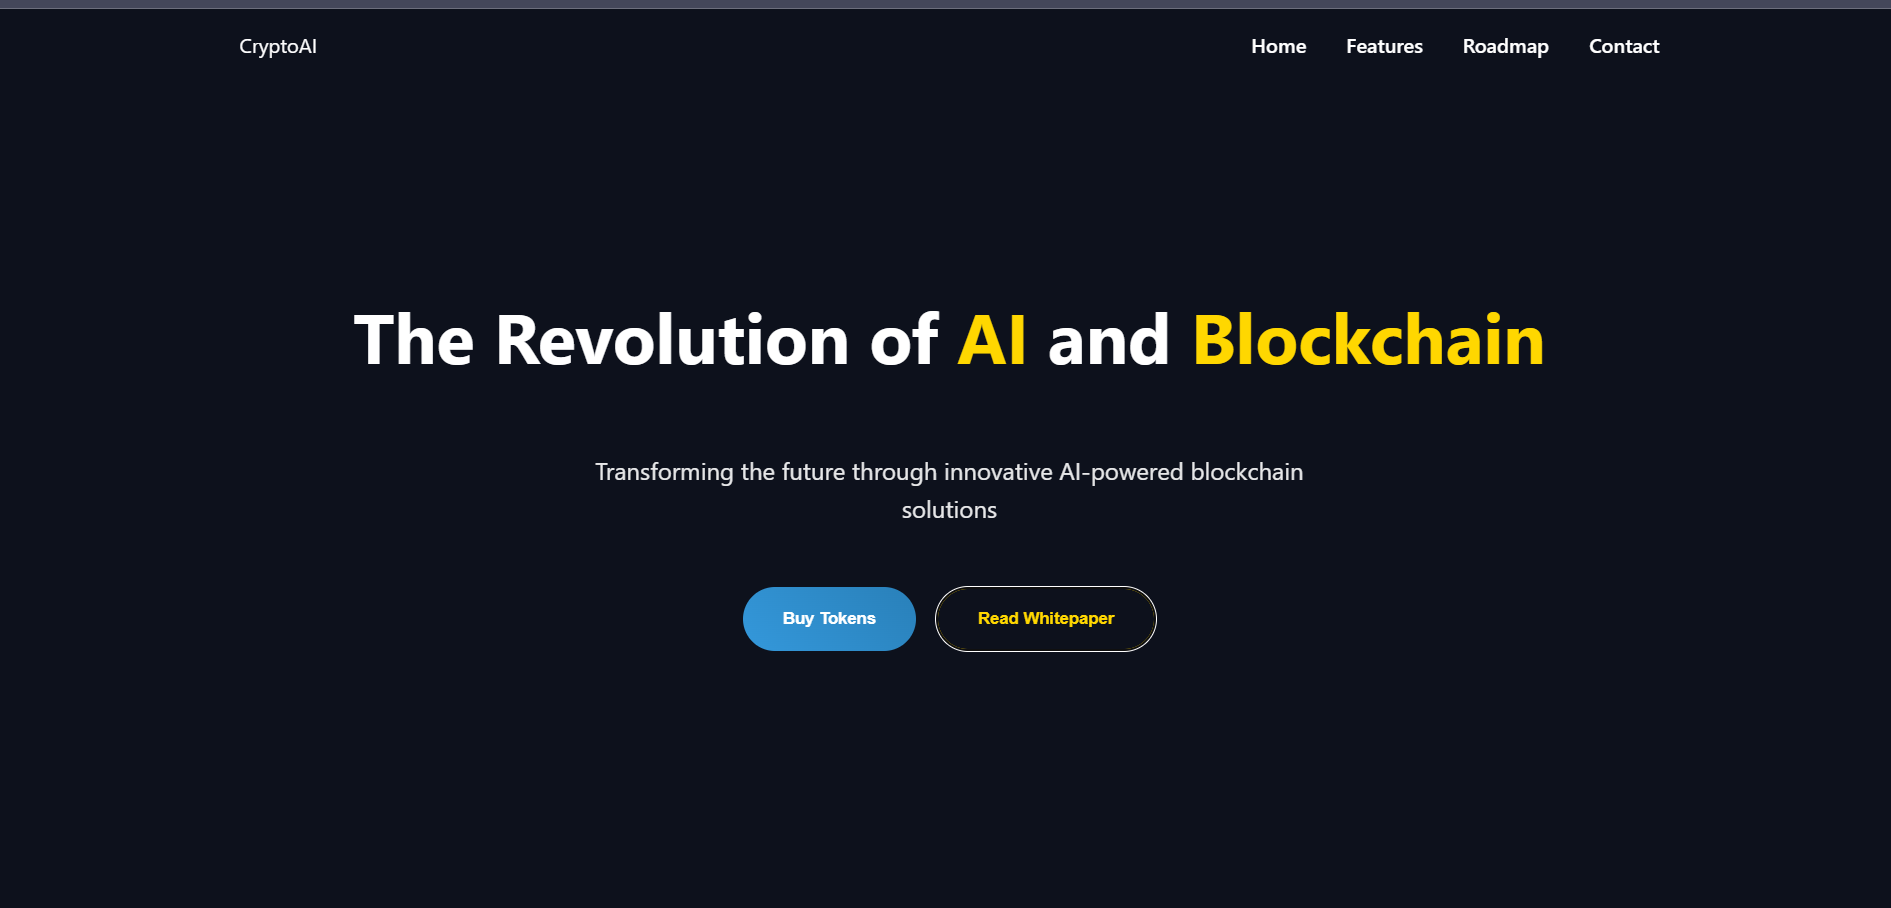 CryptoAI
Home Features Roadmap Contact
The Revolution of AI and Blockchain
Transforming the future through innovative AI-powered blockchain
solutions
Buy Tokens
Read Whitepaper